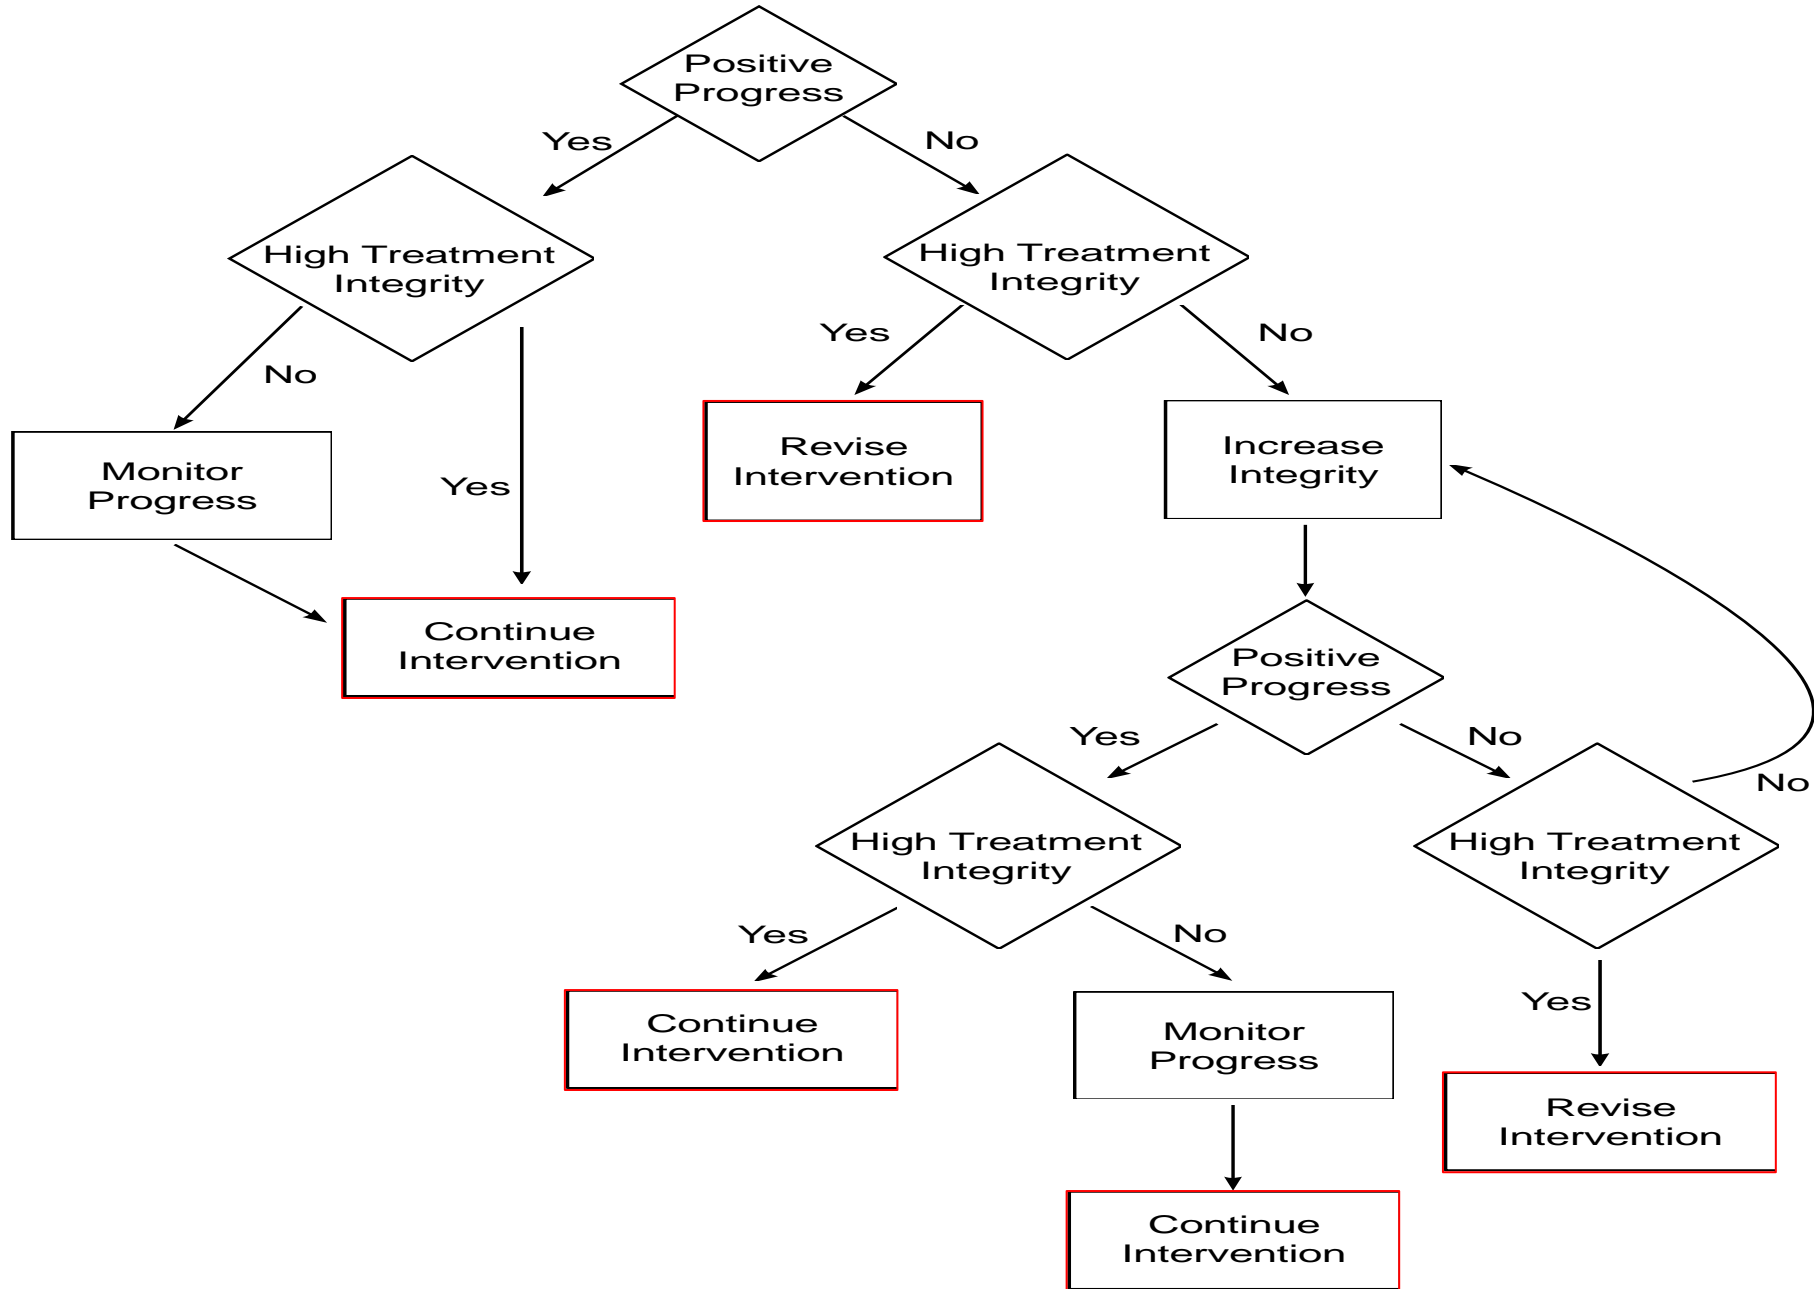 Positive
Progress
Yes
No
High Treatment
Integrity
High Treatment
Integrity
Yes
No
No
Monitor
Progress
Yes
Revise
Intervention
Increase
Integrity
Continue
Intervention
Positive
Progress
Yes
No
No
High Treatment
Integrity
High Treatment
Integrity
Yes
No
Yes
Continue
Intervention
Monitor
Progress
Revise
Intervention
Continue
Intervention